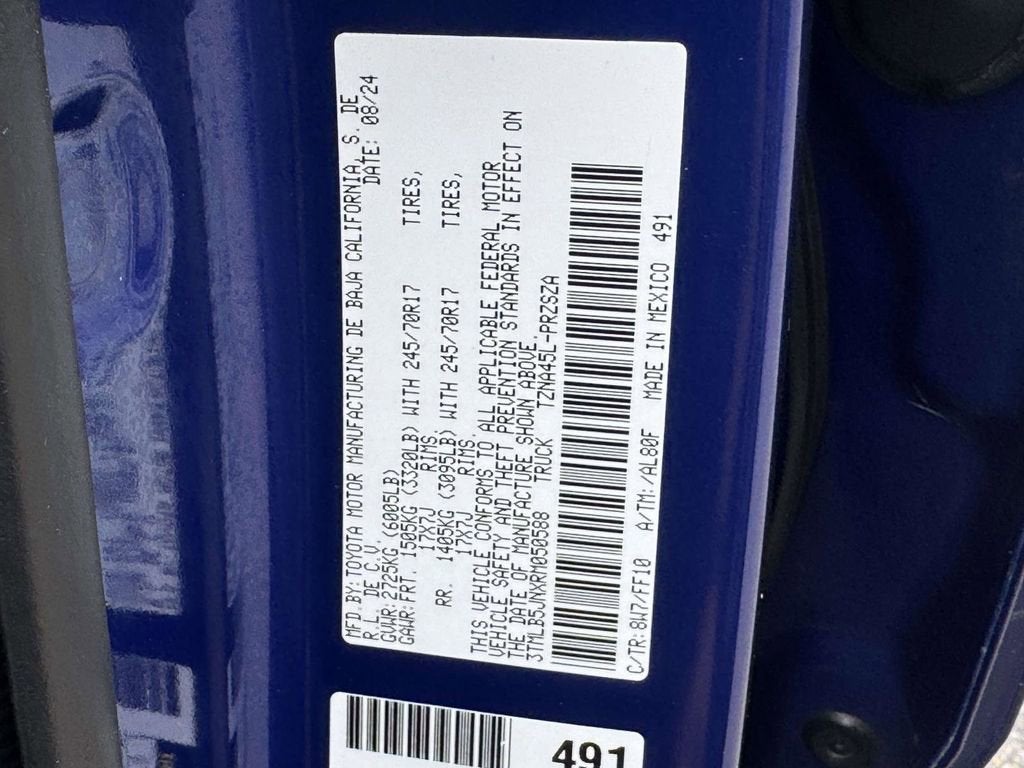 MFD.BY:TOYOTA MOTOR MANUFACTURING DE BAJA CALIFORNIA, S. DE
R.L. DE C.V. DATE: 08/24
GVWR:2725KG(6005LB)
GAWR:FRT. 1505KG (3320LB) WITH 245/70R17 TIRES,
17X7J RIMS.
RR. 1405KG (3095LB) WITH 245/70R17 TIRES,
17X7J RIMS.
THIS VEHICLE CONFORMS TO ALL APPLICABLE FEDERAL MOTOR
VEHICLE SAFETY AND THEFT PREVENTION STANDARDS IN EFFECT ON
THE DATE OF MANUFACTURE SHOWN ABOVE.
3TMLB5JNXRM050588 TRUCK TZNA45L-PRZSZA
C/TR:8W7/FF10 A/TM:/AL80F MADE IN MEXICO 491
491